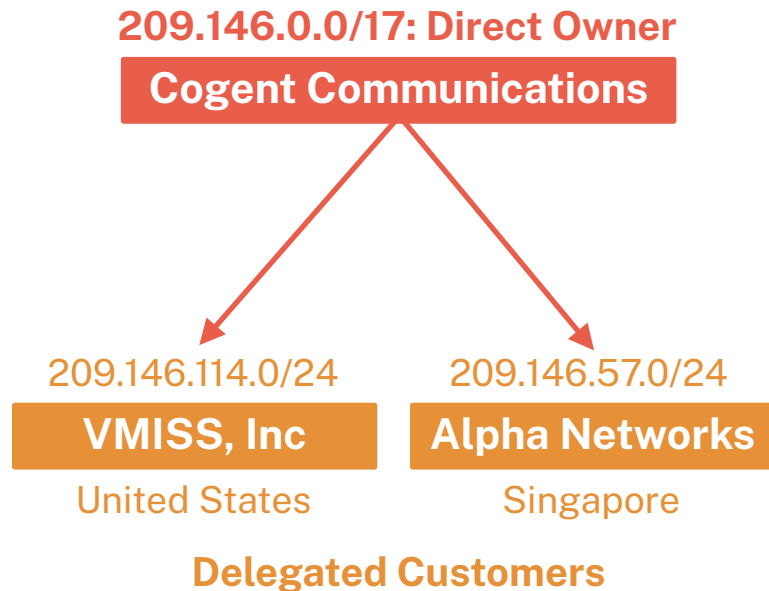 209.146.0.0/17: Direct Owner
Cogent Communications
209.146.114.0/24
VMISS, Inc
United States
209.146.57.0/24
Alpha Networks
Singapore
Delegated Customers